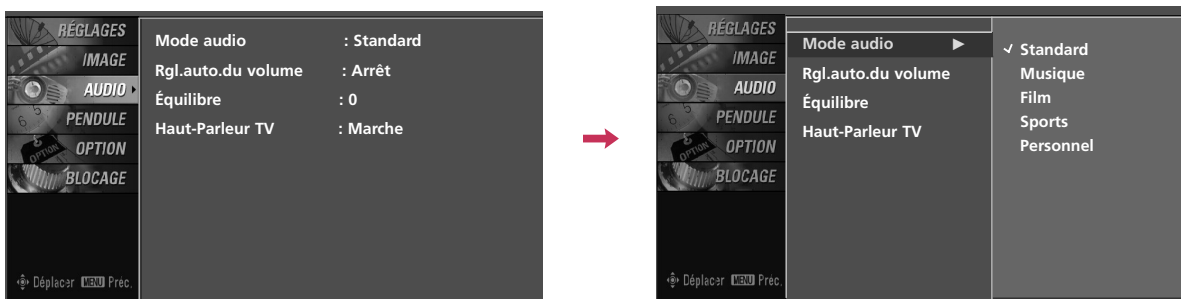 RÉGLAGES
IMAGE
AUDIO
PENDULE
OPTION
BLOCAGE
Mode audio : Standard
Rgl.auto.du volume : Arrêt
Équilibre : 0
Haut-Parleur TV : Marche
Déplacer MENU Préc.
RÉGLAGES
IMAGE
AUDIO
PENDULE
OPTION
BLOCAGE
Mode audio ►
Rgl.auto.du volume
Équilibre
Haut-Parleur TV
✓ Standard
Musique
Film
Sports
Personnel
Déplacer MENU Préc.